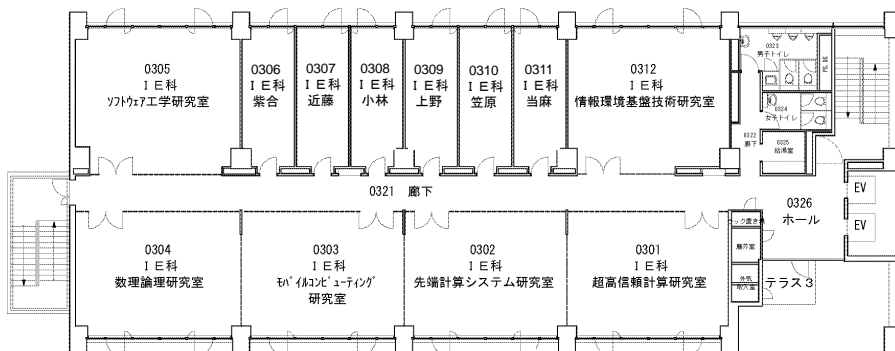 0305
ＩＥ科
ｿﾌﾄｳｪｱ工学研究室
0306
ＩＥ科
紫合
0307
ＩＥ科
近藤
0308
ＩＥ科
小林
0309
ＩＥ科
上野
0310
ＩＥ科
笠原
0311
ＩＥ科
当麻
0312
ＩＥ科
情報環境基盤技術研究室
0323
男子トイレ
0324
女子トイレ
0322
廊下
0325
給湯室
0321 廊下
0326
ホール
EV
EV
0304
ＩＥ科
数理論理研究室
0303
ＩＥ科
ﾓﾊﾞｲﾙｺﾝﾋﾟｭｰﾃｨﾝｸﾞ
研究室
0302
ＩＥ科
先端計算システム研究室
0301
ＩＥ科
超高信頼計算研究室
塵芥室
外気
テラス３